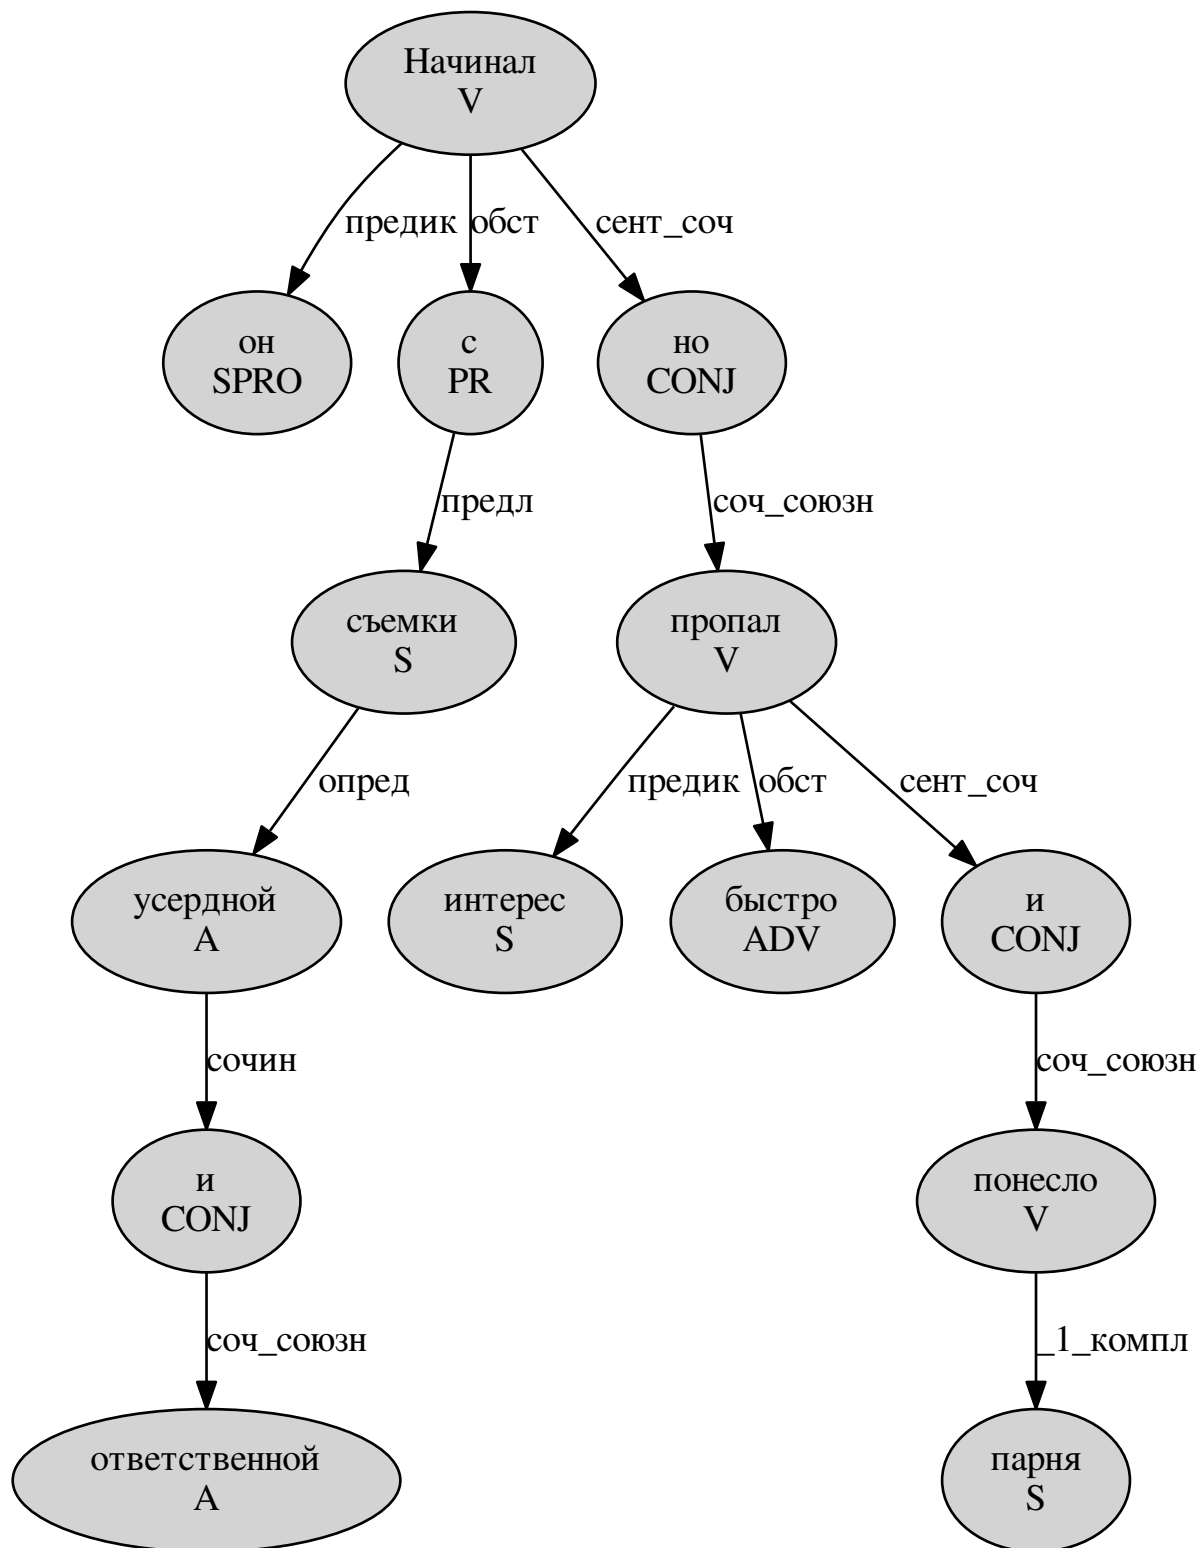 Начинал
V
предик обст сент_соч
он
SPRO
с
PR
но
CONJ
предл соч_союзн
съемки
S
пропал
V
опред предик обст сент_соч
усердной
A
интерес
S
быстро
ADV
и
CONJ
сочин соч_союзн
и
CONJ
понесло
V
соч_союзн _1_компл
ответственной
A
парня
S